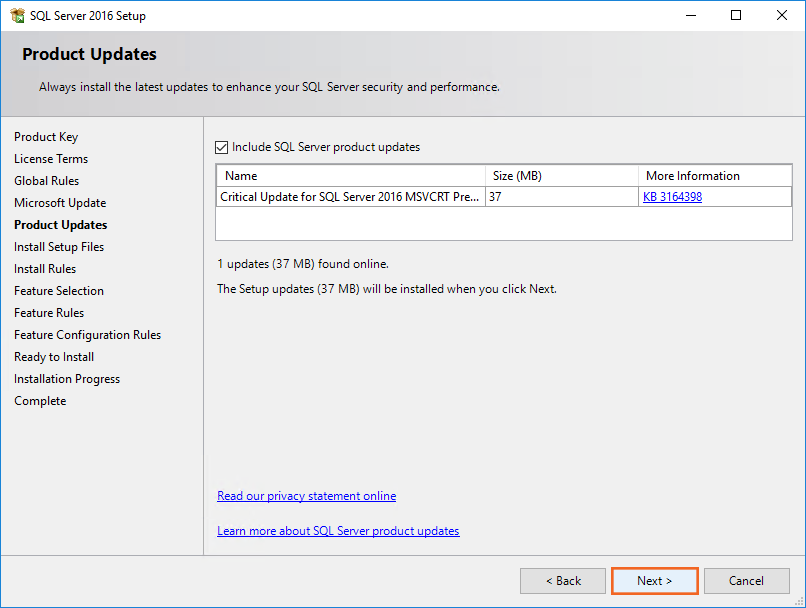 SQL Server 2016 Setup
Product Updates
Always install the latest updates to enhance your SQL Server security and performance.
Product Key
License Terms
Global Rules
Microsoft Update
Product Updates
Install Setup Files
Install Rules
Feature Selection
Feature Rules
Feature Configuration Rules
Ready to Install
Installation Progress
Complete
Include SQL Server product updates
Name Size (MB) More Information
Critical Update for SQL Server 2016 MSVCRT Pre... 37 KB 3164398
1 updates (37 MB) found online.
The Setup updates (37 MB) will be installed when you click Next.
Read our privacy statement online
Learn more about SQL Server product updates
< Back Next > Cancel